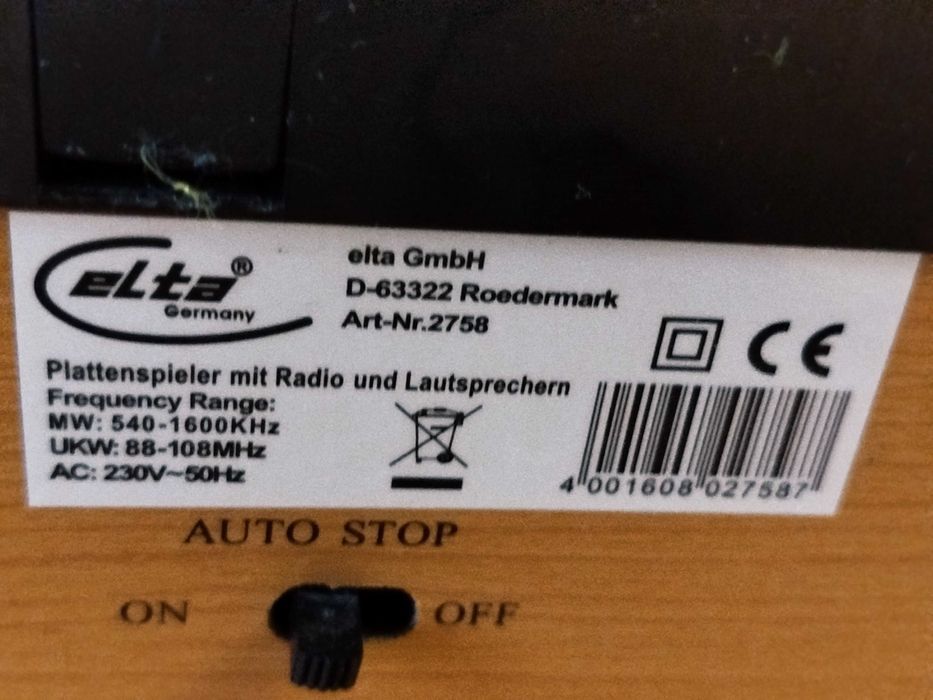 elta®
Germany
elta GmbH
D-63322 Roedermark
Art-Nr.2758
Plattenspieler mit Radio und Lautsprechern
Frequency Range:
MW: 540-1600KHz
UKW: 88-108MHz
AC: 230V~50Hz
CE
4 001608 027587
AUTO STOP
ON OFF